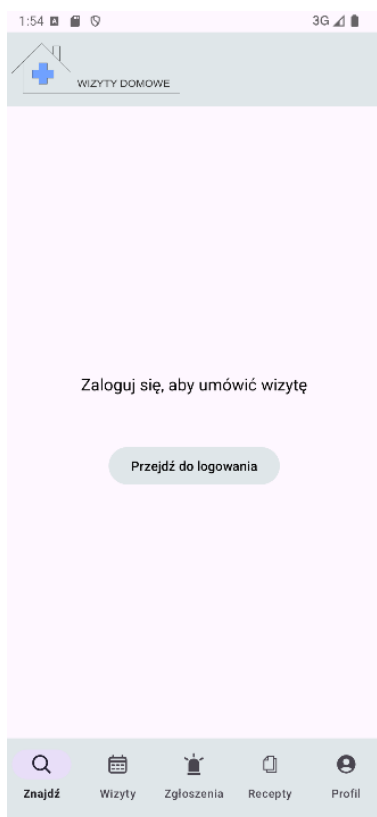 1:54
3G
WIZYTY DOMOWE
Zaloguj się, aby umówić wizytę
Przejdź do logowania
Znajdź Wizyty Zgłoszenia Recepty Profil